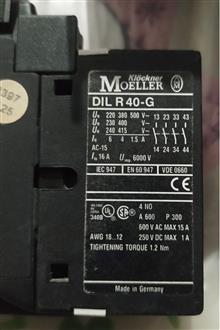 Klöckner
MOELLER
DIL R 40-G
Ue 220 380 500 V~
Ue 230 400 V~
Ue 240 415 V~
Ie 6 4 1.5 A
AC-15
Ith 16 A Uimp 6000 V
13 23 33 43
14 24 34 44
IEC 947 EN 60 947 VDE 0660
4 NO
A 600 P 300
600 V AC MAX 15 A
AWG 18...12 250 V DC MAX 1 A
TIGHTENING TORQUE 1.2 Nm
CE
Made in Germany